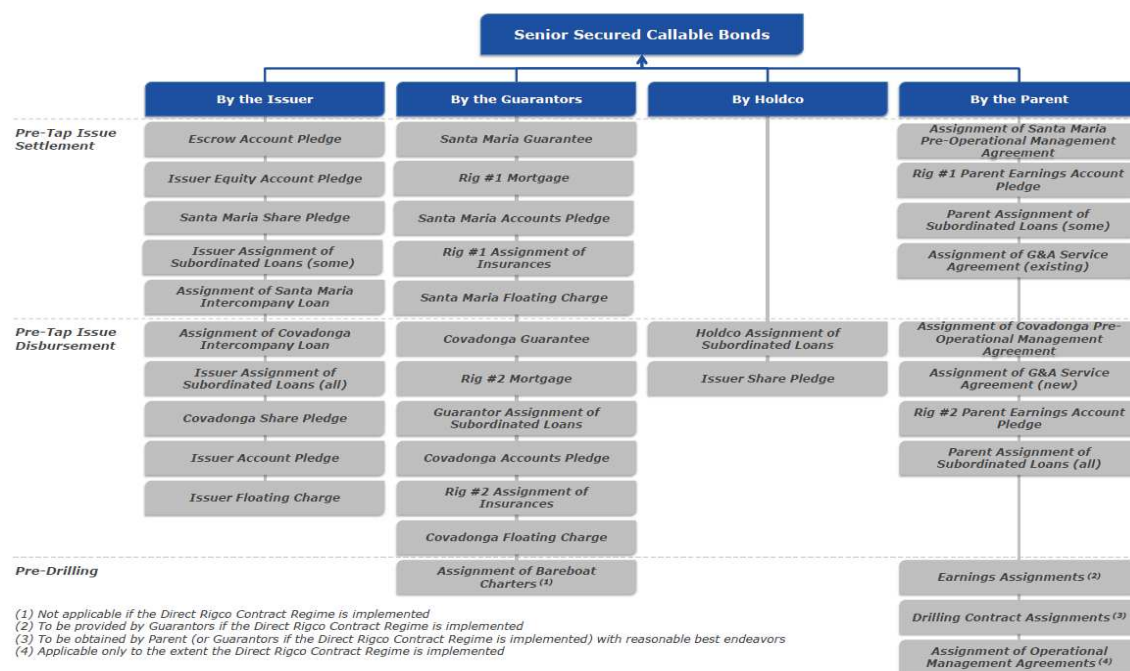 Senior Secured Callable Bonds
By the Issuer
By the Guarantors
By Holdco
By the Parent
Pre-Tap Issue
Settlement
Escrow Account Pledge
Issuer Equity Account Pledge
Santa Maria Share Pledge
Issuer Assignment of
Subordinated Loans (some)
Assignment of Santa Maria
Intercompany Loan
Santa Maria Guarantee
Rig #1 Mortgage
Santa Maria Accounts Pledge
Rig #1 Assignment of
Insurances
Santa Maria Floating Charge
Assignment of Santa Maria
Pre-Operational Management
Agreement
Rig #1 Parent Earnings Account
Pledge
Parent Assignment of
Subordinated Loans (some)
Assignment of G&A Service
Agreement (existing)
Pre-Tap Issue
Disbursement
Assignment of Covadonga
Intercompany Loan
Issuer Assignment of
Subordinated Loans (all)
Covadonga Share Pledge
Issuer Account Pledge
Issuer Floating Charge
Covadonga Guarantee
Rig #2 Mortgage
Guarantor Assignment of
Subordinated Loans
Covadonga Accounts Pledge
Rig #2 Assignment of
Insurances
Covadonga Floating Charge
Holdco Assignment of
Subordinated Loans
Issuer Share Pledge
Assignment of Covadonga Pre-
Operational Management
Agreement
Assignment of G&A Service
Agreement (new)
Rig #2 Parent Earnings Account
Pledge
Parent Assignment of
Subordinated Loans (all)
Pre-Drilling
Assignment of Bareboat
Charters (1)
Earnings Assignments (2)
Drilling Contract Assignments (3)
Assignment of Operational
Management Agreements (4)
(1) Not applicable if the Direct Rigco Contract Regime is implemented
(2) To be provided by Guarantors if the Direct Rigco Contract Regime is implemented
(3) To be obtained by Parent (or Guarantors if the Direct Rigco Contract Regime is implemented) with reasonable best endeavors
(4) Applicable only to the extent the Direct Rigco Contract Regime is implemented